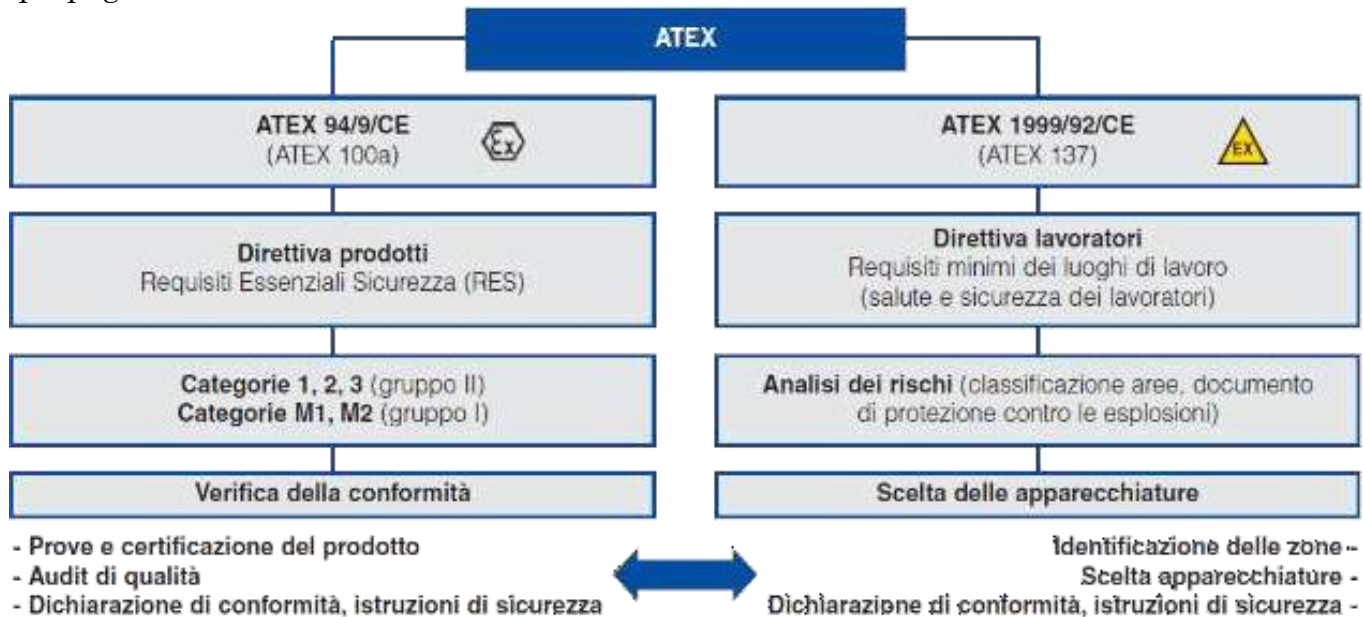 ATEX
ATEX 94/9/CE
(ATEX 100a)
Ex
Direttiva prodotti
Requisiti Essenziali Sicurezza (RES)
Categorie 1, 2, 3 (gruppo II)
Categorie M1, M2 (gruppo I)
Verifica della conformità
- Prove e certificazione del prodotto
- Audit di qualità
- Dichiarazione di conformità, istruzioni di sicurezza
ATEX 1999/92/CE
(ATEX 137)
EX
Direttiva lavoratori
Requisiti minimi dei luoghi di lavoro
(salute e sicurezza dei lavoratori)
Analisi dei rischi (classificazione aree, documento
di protezione contro le esplosioni)
Scelta delle apparecchiature
Identificazione delle zone -
Scelta apparecchiature -
Dichiarazione di conformità, istruzioni di sicurezza -